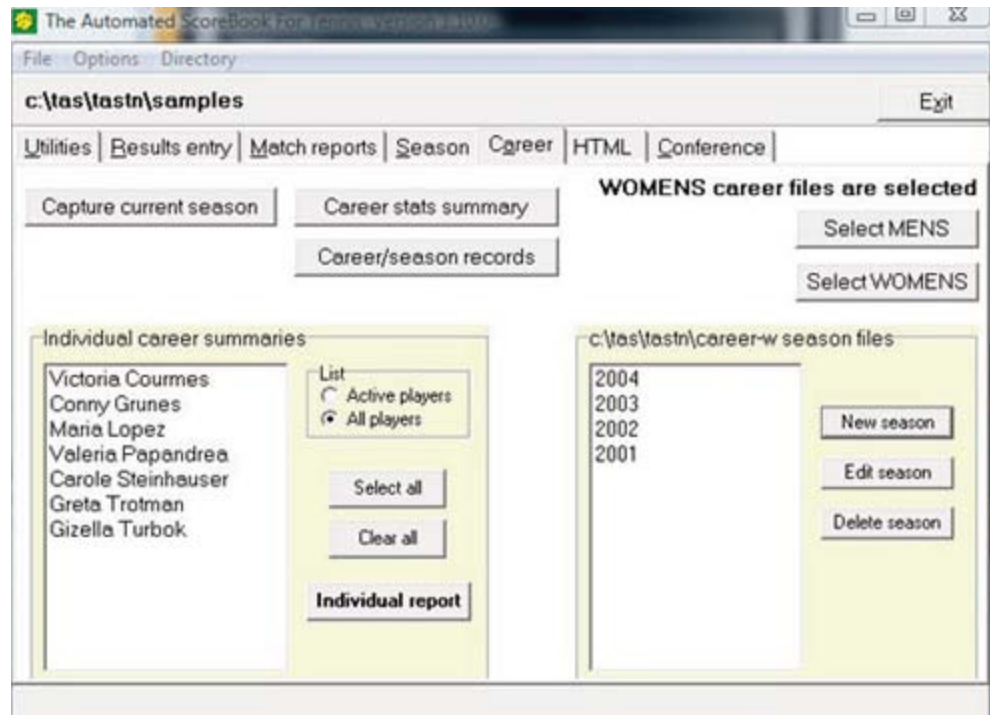 The Automated ScoreBook For Tennis Version
File Options Directory
c:\tas\tastn\samples
Exit
Utilities Results entry Match reports Season Career HTML Conference
WOMENS career files are selected
Capture current season
Career stats summary
Select MENS
Career/season records
Select WOMENS
Individual career summaries
Victoria Courmes
Conny Grunes
Maria Lopez
Valeria Papandrea
Carole Steinhauser
Greta Trotman
Gizella Turbok
List
Active players
All players
Select all
Clear all
Individual report
c:\tas\tastn\career-w season files
2004
2003
2002
2001
New season
Edit season
Delete season